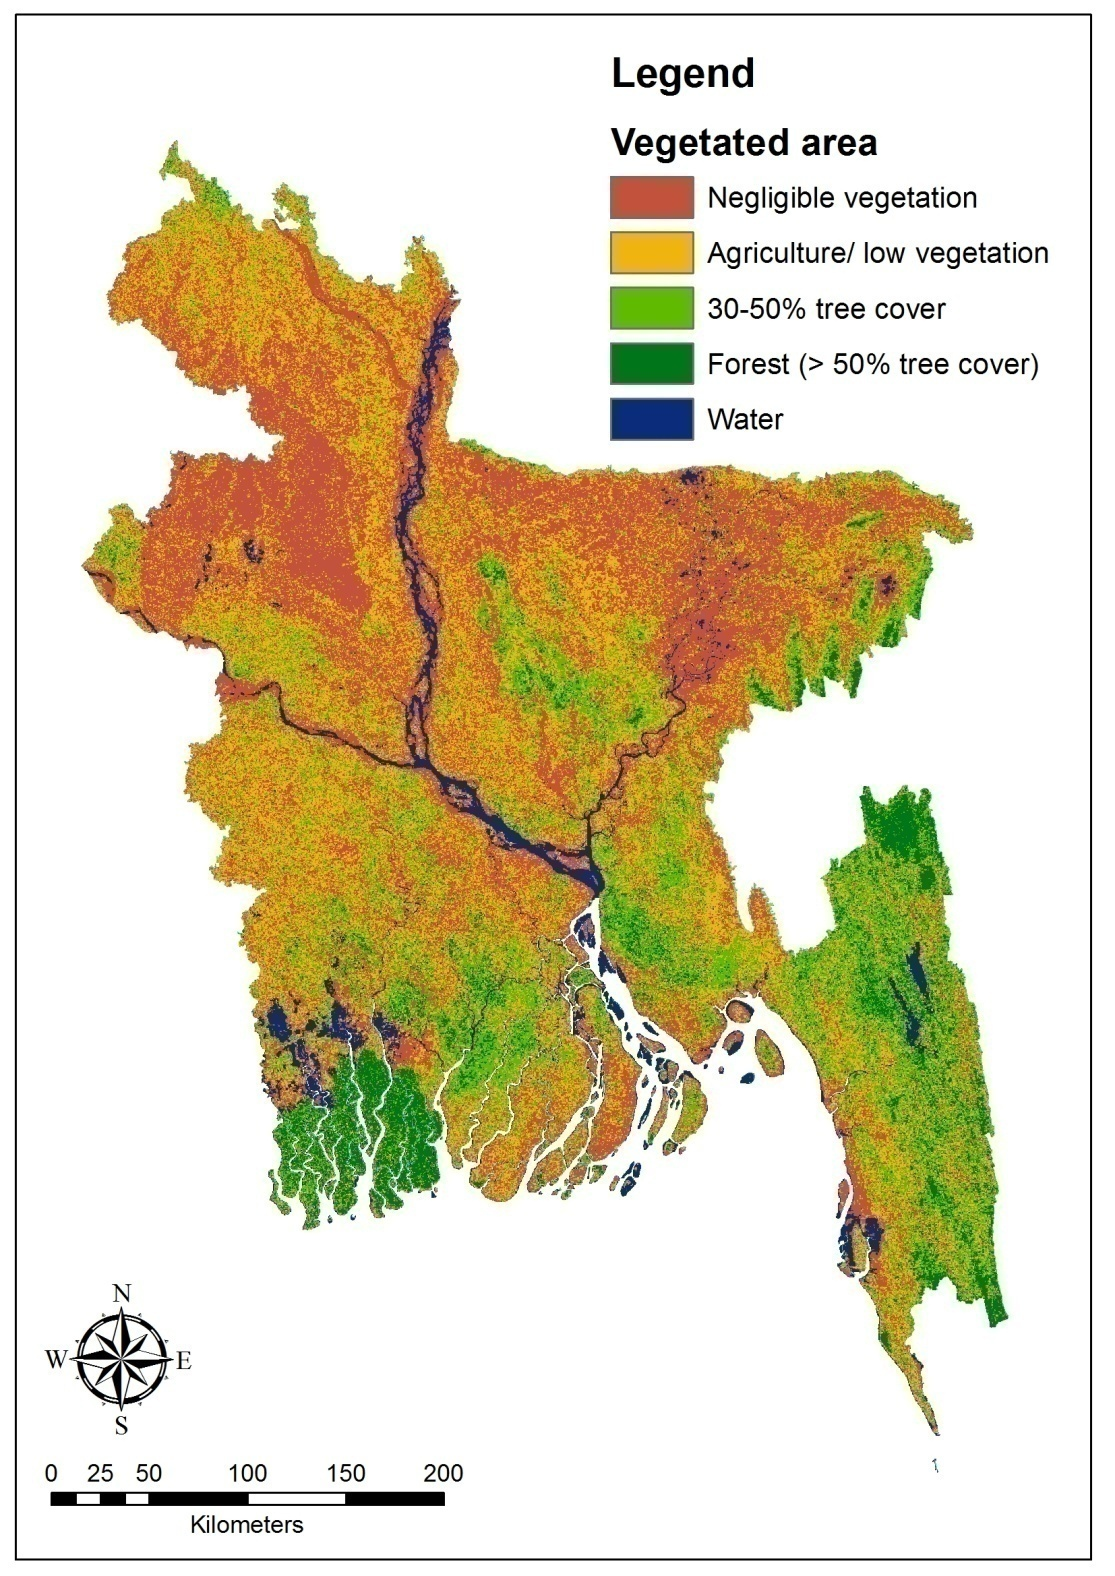 Legend
Vegetated area
Negligible vegetation
Agriculture/ low vegetation
30-50% tree cover
Forest (> 50% tree cover)
Water
N
W E
S
0 25 50 100 150 200
Kilometers